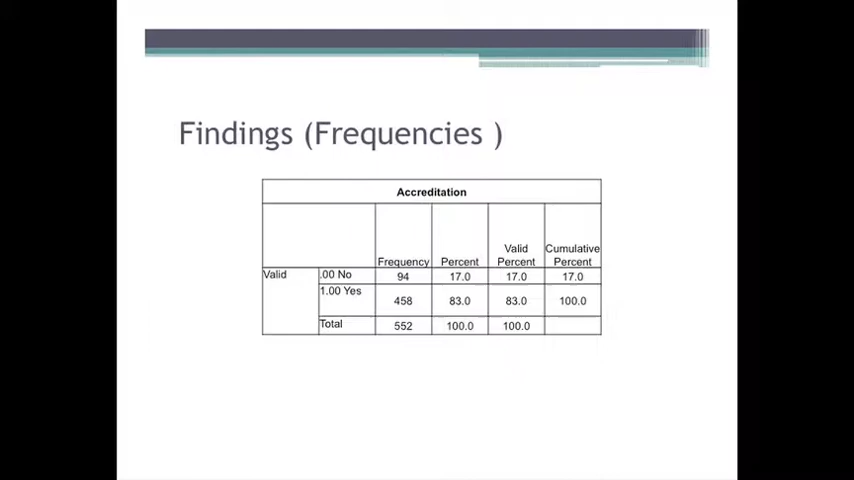 Findings (Frequencies )
Accreditation
Frequency Percent Valid Percent Cumulative Percent
Valid .00 No 94 17.0 17.0 17.0
1.00 Yes 458 83.0 83.0 100.0
Total 552 100.0 100.0